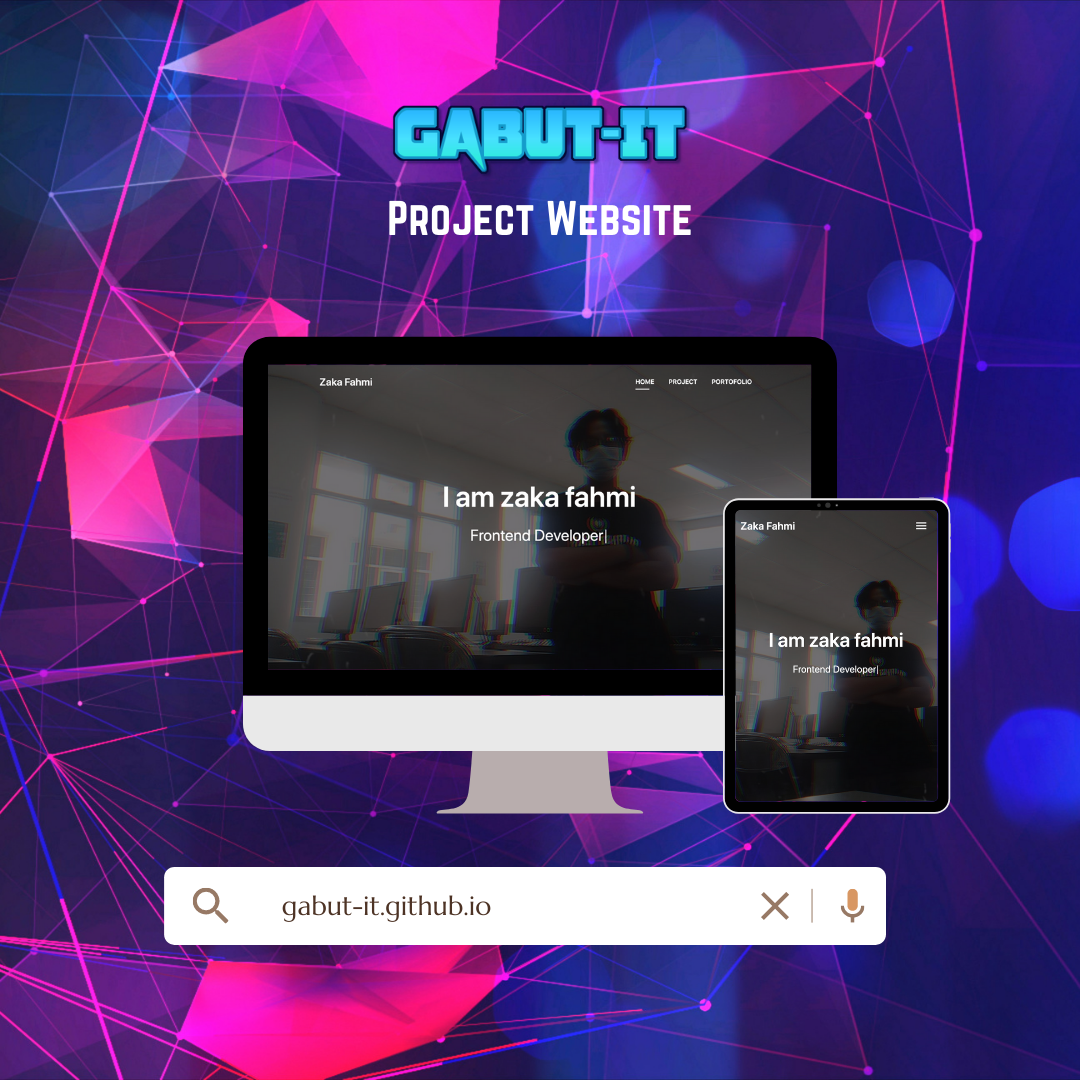 GABUT-IT
Project Website
Zaka Fahmi
HOME PROJECT PORTOFOLIO
I am zaka fahmi
Frontend Developer|
Zaka Fahmi
I am zaka fahmi
Frontend Developer|
gabut-it.github.io